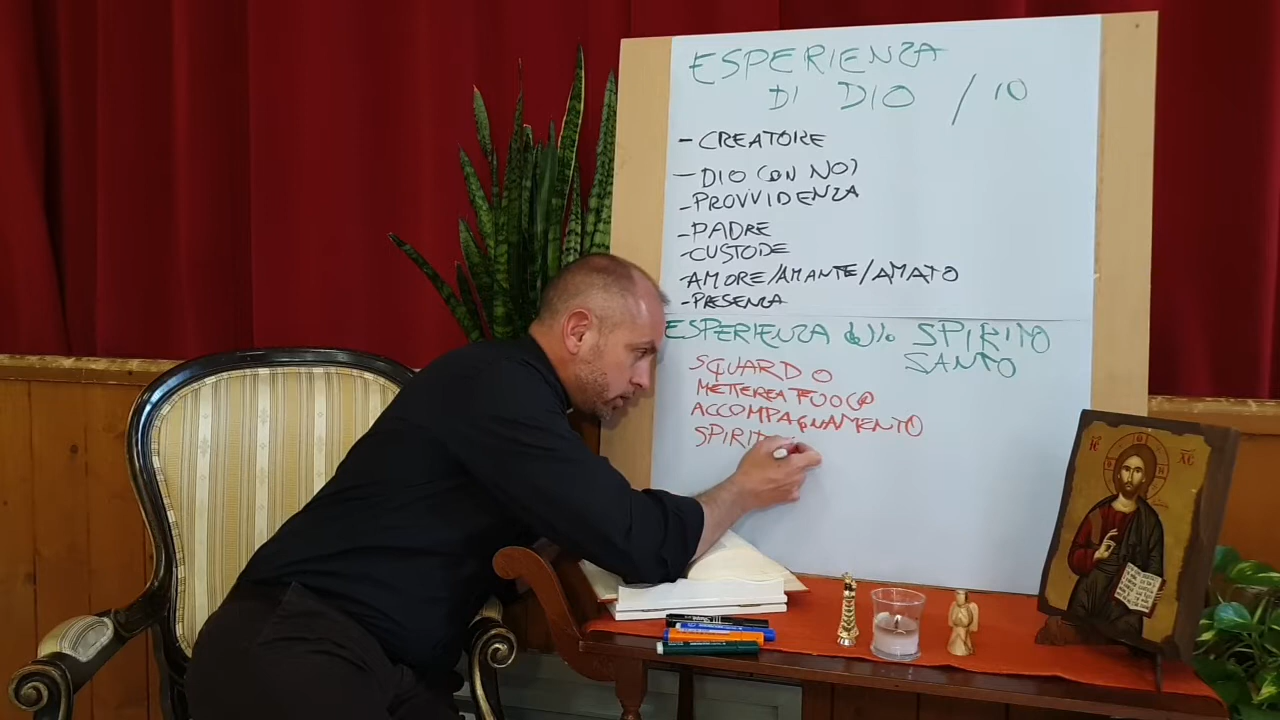 ESPERIENZA
DI DIO / IO
- CREATORE
- DIO CON NOI
- PROVVIDENZA
- PADRE
- CUSTODE
- AMORE/AMANTE/AMATO
- PRESENZA
ESPERIENZA dello SPIRITO
SANTO
SGUARDO
METTERE A FUOCO
ACCOMPAGNAMENTO
SPIRIT
IC XC